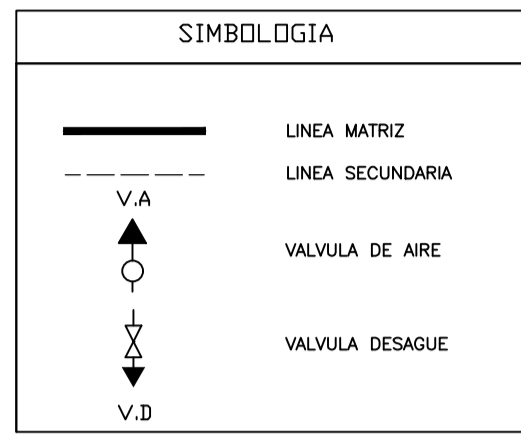 SIMBOLOGIA
LINEA MATRIZ
LINEA SECUNDARIA
V.A
VALVULA DE AIRE
VALVULA DESAGUE
V.D